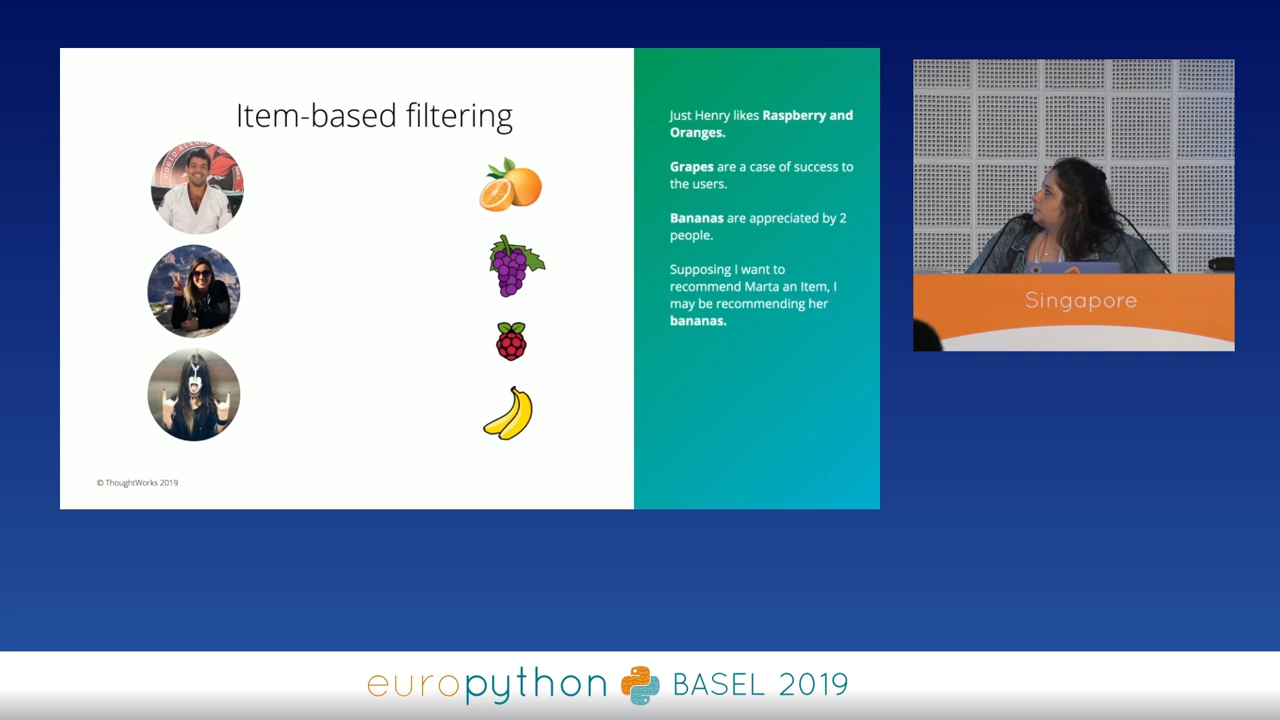 Item-based filtering
Just Henry likes Raspberry and
Oranges.
Grapes are a case of success to
the users.
Bananas are appreciated by 2
people.
Supposing I want to
recommend Marta an Item, I
may be recommending her
bananas.
© ThoughtWorks 2019
Singapore
europython BASEL 2019